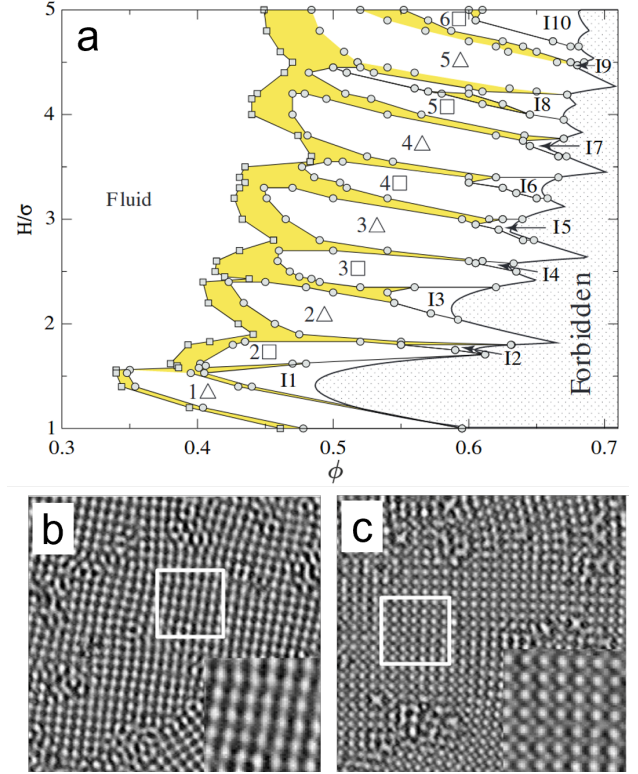 a
5
4
3
2
1
H/σ
0.3
0.4
0.5
0.6
0.7
ϕ
Fluid
Forbidden
6□
I10
5△
I9
5□
I8
4△
I7
4□
I6
3△
I5
3□
I4
2△
I3
2□
I2
1△
I1
b
c